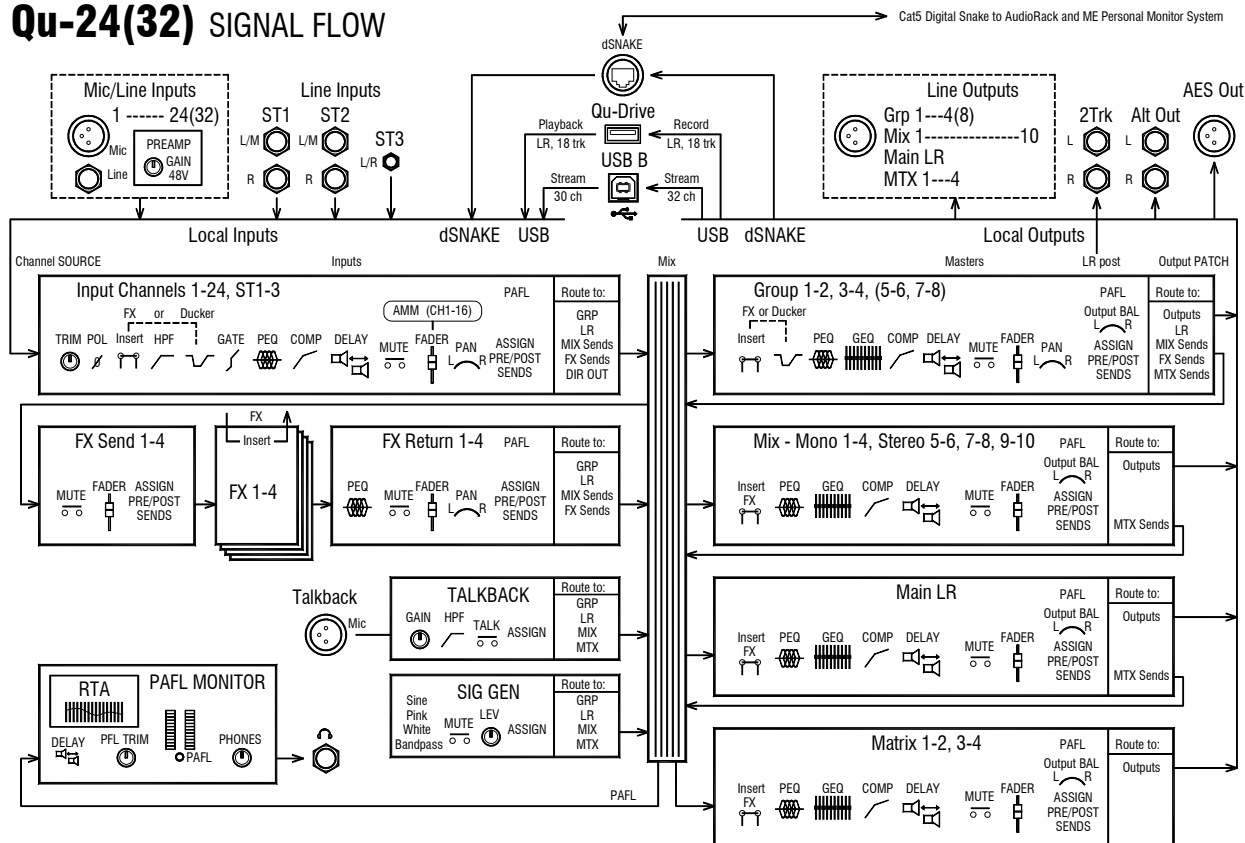 Qu-24(32) SIGNAL FLOW
Cat5 Digital Snake to AudioRack and ME Personal Monitor System
dSNAKE
Mic/Line Inputs
1 ------ 24(32)
Mic
Line
PREAMP
GAIN
48V
Line Inputs
ST1
ST2
ST3
L/M
L/M
L/R
R
R
Qu-Drive
Playback
LR, 18 trk
Record
LR, 18 trk
USB B
Stream
30 ch
Stream
32 ch
Line Outputs
Grp 1---4(8)
Mix 1--------------10
Main LR
MTX 1---4
2Trk
Alt Out
AES Out
L
L
R
R
Local Inputs
dSNAKE
USB
USB
dSNAKE
Local Outputs
Channel SOURCE
Inputs
Mix
Masters
LR post
Output PATCH
Input Channels 1-24, ST1-3
PAFL
FX or Ducker
AMM (CH1-16)
TRIM POL Insert HPF GATE PEQ COMP DELAY MUTE FADER PAN
L R
ASSIGN
PRE/POST
SENDS
Route to:
GRP
LR
MIX Sends
FX Sends
DIR OUT
Group 1-2, 3-4, (5-6, 7-8)
PAFL
FX or Ducker
Output BAL
L R
Insert PEQ GEQ COMP DELAY MUTE FADER PAN
L R
ASSIGN
PRE/POST
SENDS
Route to:
Outputs
LR
MIX Sends
FX Sends
MTX Sends
FX Send 1-4
MUTE FADER ASSIGN
PRE/POST
SENDS
FX
Insert
FX 1-4
FX Return 1-4
PAFL
PEQ MUTE FADER PAN
L R
ASSIGN
PRE/POST
SENDS
Route to:
GRP
LR
MIX Sends
FX Sends
Mix - Mono 1-4, Stereo 5-6, 7-8, 9-10
PAFL
Output BAL
L R
Insert PEQ GEQ COMP DELAY MUTE FADER
FX
ASSIGN
PRE/POST
SENDS
Route to:
Outputs
MTX Sends
Talkback
Mic
TALKBACK
GAIN HPF TALK ASSIGN
Route to:
GRP
LR
MIX
MTX
Main LR
PAFL
Output BAL
L R
Insert PEQ GEQ COMP DELAY MUTE FADER
FX
ASSIGN
PRE/POST
SENDS
Route to:
Outputs
MTX Sends
RTA
PAFL MONITOR
DELAY PFL TRIM PAFL PHONES
SIG GEN
Sine
Pink
White
Bandpass
MUTE LEV ASSIGN
Route to:
GRP
LR
MIX
MTX
PAFL
Matrix 1-2, 3-4
PAFL
Output BAL
L R
Insert PEQ GEQ COMP DELAY MUTE FADER
FX
ASSIGN
PRE/POST
SENDS
Route to:
Outputs